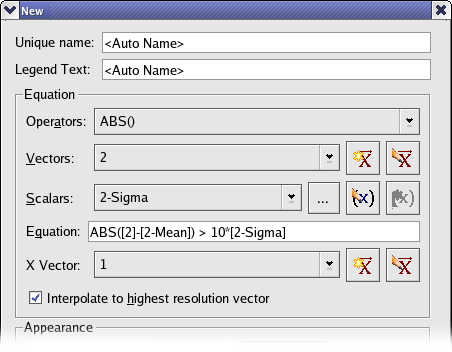 New
Unique name: <Auto Name>
Legend Text: <Auto Name>
Equation
Operators: ABS()
Vectors: 2
Scalars: 2-Sigma ...
Equation: ABS([2]-[2-Mean]) > 10*[2-Sigma]
X Vector: 1
Interpolate to highest resolution vector
Appearance